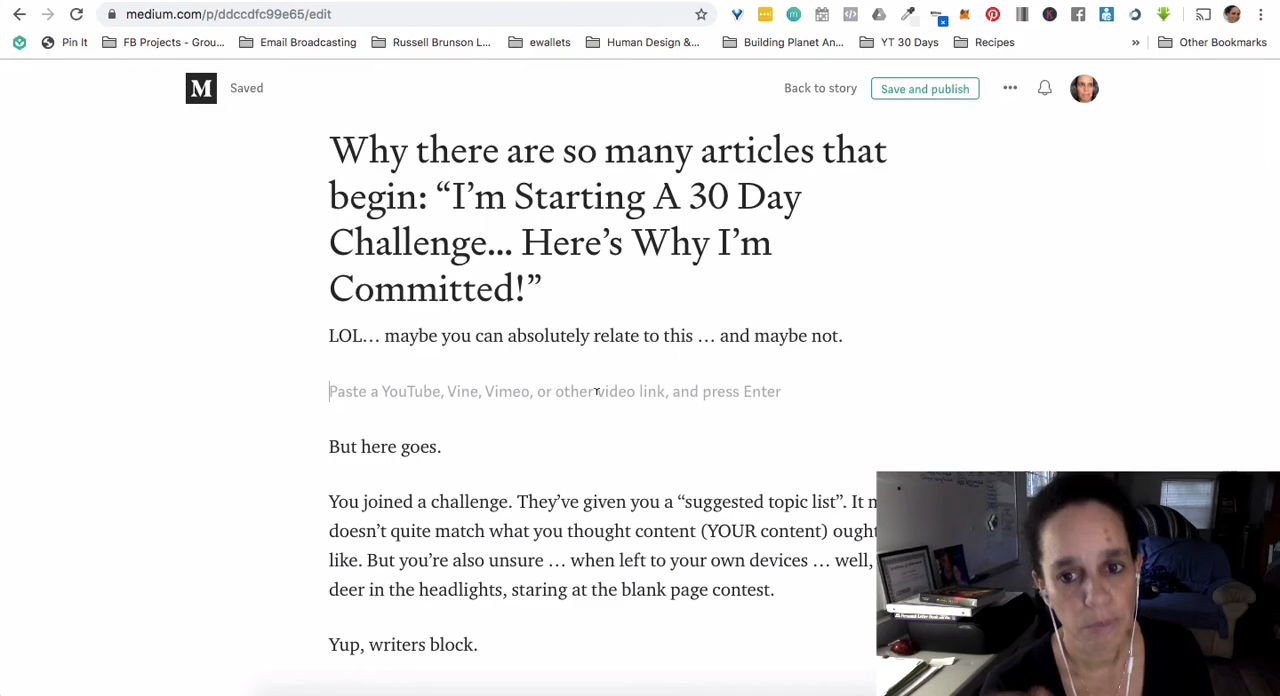 medium.com/p/ddccdfc99e65/edit
Pin It
FB Projects - Grou...
Email Broadcasting
Russell Brunson L...
ewallets
Human Design &...
Building Planet An...
YT 30 Days
Recipes
»
Other Bookmarks
M
Saved
Back to story
Save and publish
Why there are so many articles that
begin: “I’m Starting A 30 Day
Challenge… Here’s Why I’m
Committed!”
LOL… maybe you can absolutely relate to this … and maybe not.
Paste a YouTube, Vine, Vimeo, or other video link, and press Enter
But here goes.
You joined a challenge. They’ve given you a “suggested topic list”. It
doesn’t quite match what you thought content (YOUR content) ought
like. But you’re also unsure … when left to your own devices … well,
deer in the headlights, staring at the blank page contest.
Yup, writers block.